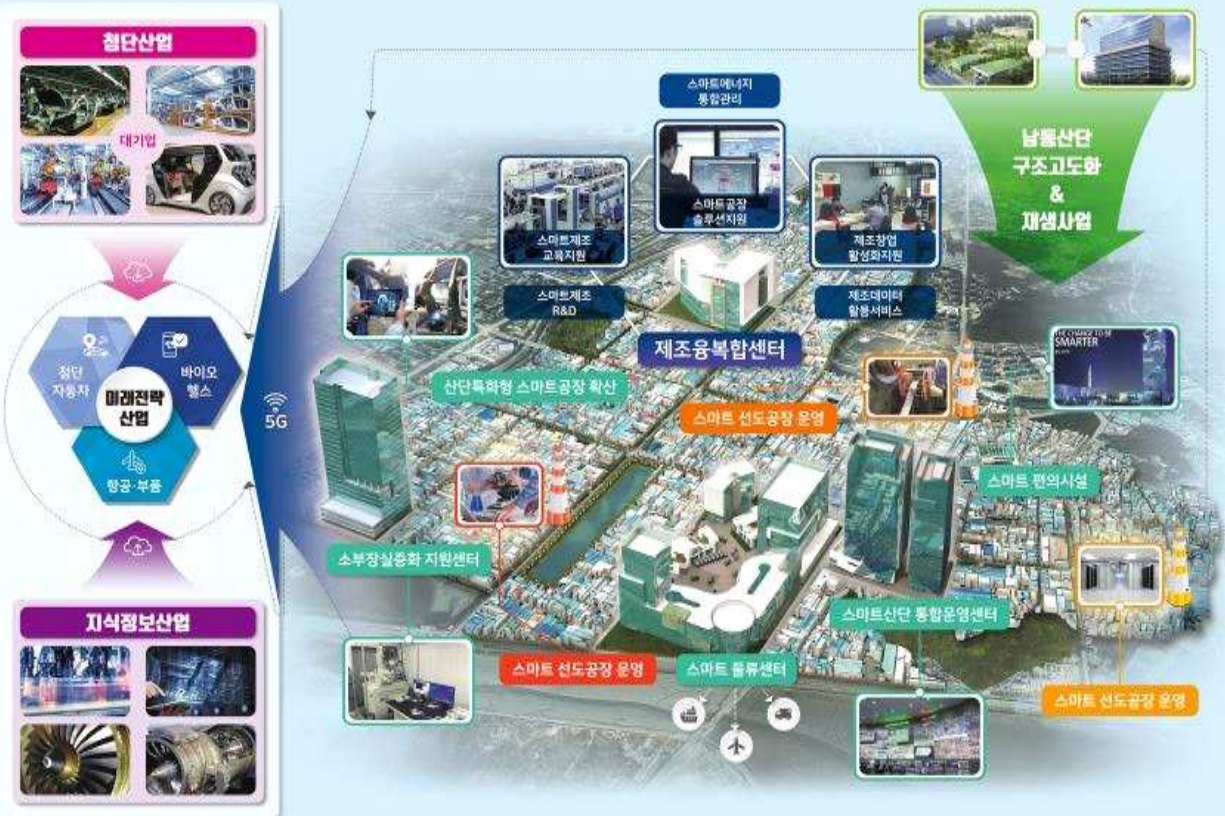 첨단산업
대기업
첨단
자동차
바이오
헬스
미래전략
산업
항공·부품
지식정보산업
5G
스마트에너지
통합관리
스마트제조
교육지원
스마트공장
솔루션지원
제조창업
활성화지원
스마트제조
R&D
제조데이터
활용서비스
제조융복합센터
남동산단
구조고도화
&
재생사업
THE CHANGE TO BE
SMARTER
산단특화형 스마트공장 확산
스마트 선도공장 운영
스마트 편의시설
소부장실증화 지원센터
스마트산단 통합운영센터
스마트 선도공장 운영
스마트 물류센터
스마트 선도공장 운영